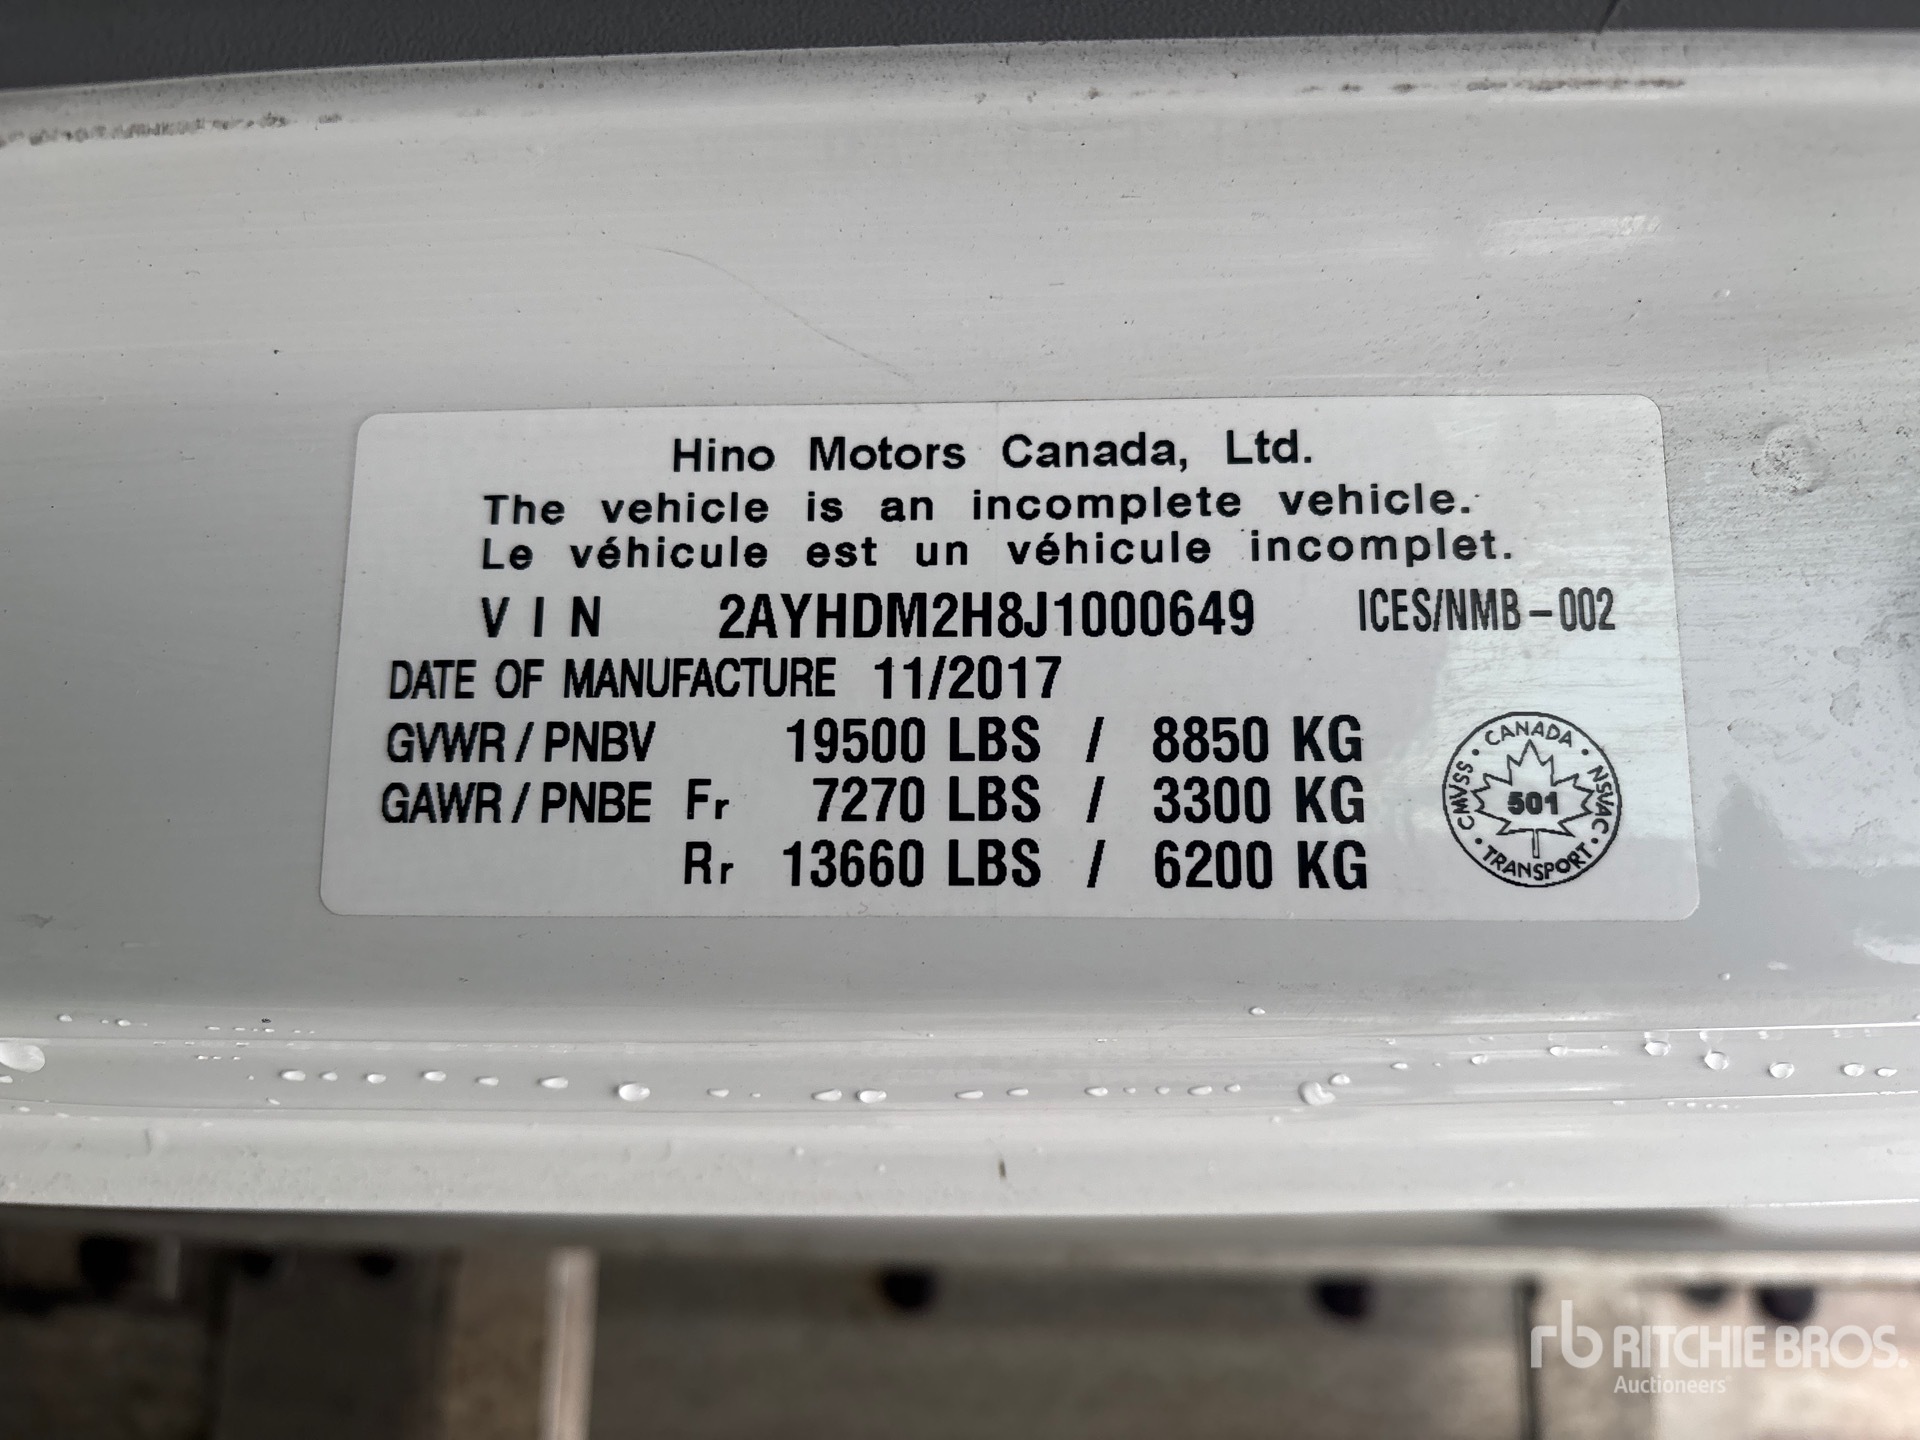 Hino Motors Canada, Ltd.
The vehicle is an incomplete vehicle.
Le véhicule est un véhicule incomplet.
VIN 2AYHDM2H8J1000649 ICES/NMB-002
DATE OF MANUFACTURE 11/2017
GVWR / PNBV 19500 LBS / 8850 KG
GAWR / PNBE Fr 7270 LBS / 3300 KG
Rr 13660 LBS / 6200 KG
CANADA · NSVAC · TRANSPORT · CMVSS ·
501
rb RITCHIE BROS.
Auctioneers